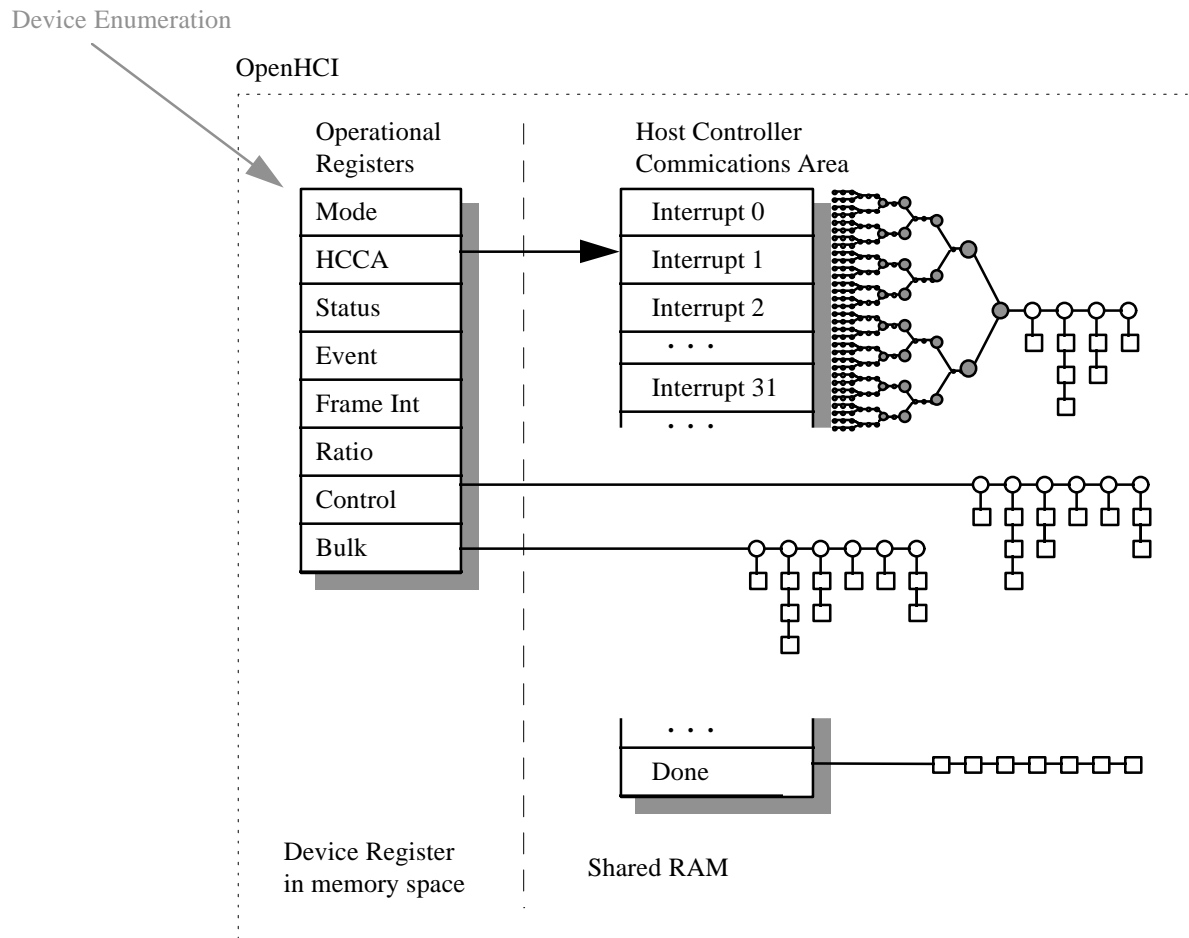 Device Enumeration
OpenHCI
Operational
Registers
Mode
HCCA
Status
Event
Frame Int
Ratio
Control
Bulk
Host Controller
Commications Area
Interrupt 0
Interrupt 1
Interrupt 2
. . .
Interrupt 31
. . .
. . .
Done
Device Register
in memory space
Shared RAM